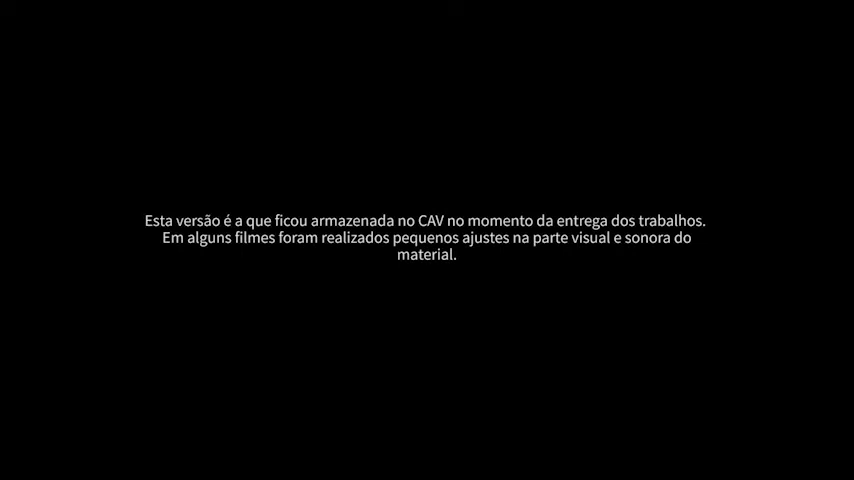 Esta versão é a que ficou armazenada no CAV no momento da entrega dos trabalhos.
Em alguns filmes foram realizados pequenos ajustes na parte visual e sonora do
material.